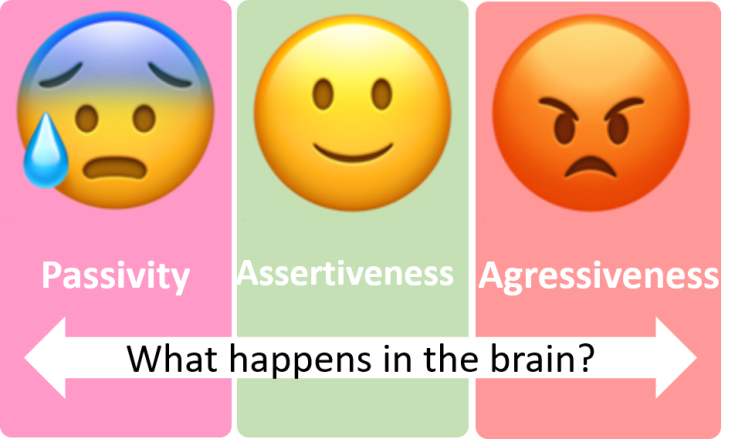 Passivity
Assertiveness
Agressiveness
What happens in the brain?